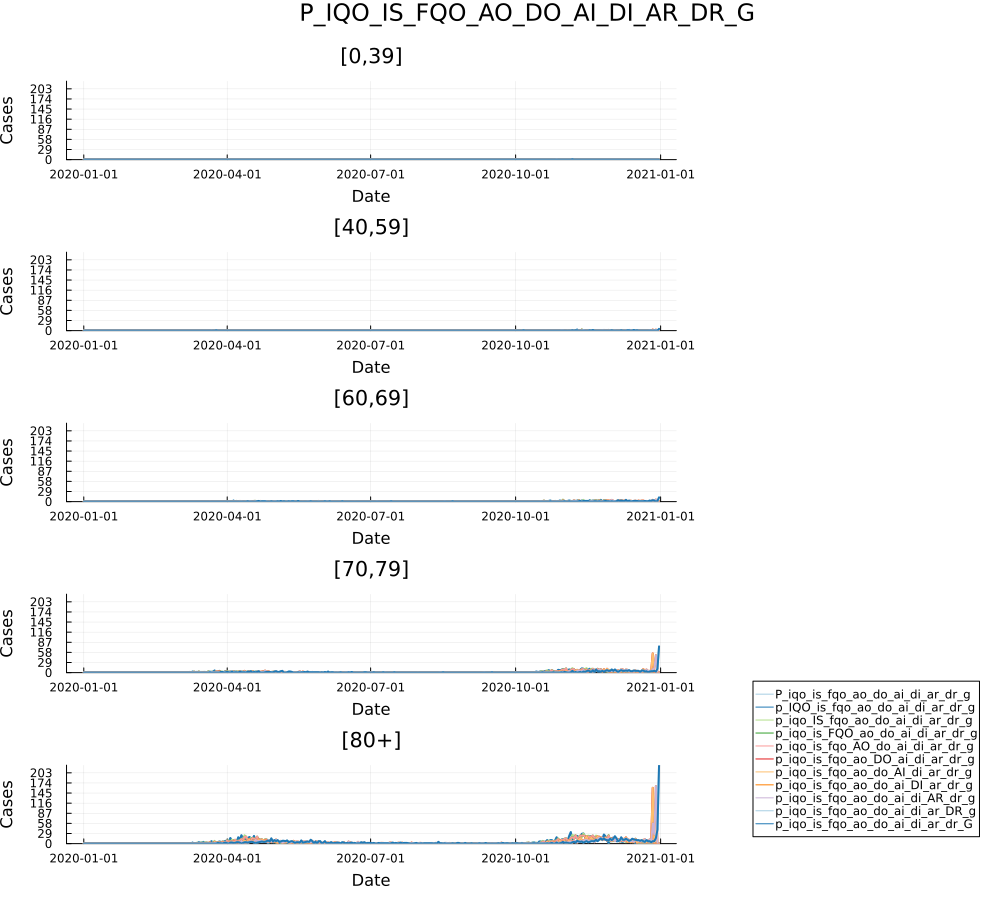 P_IQO_IS_FQO_AO_DO_AI_DI_AR_DR_G
[0,39]
Cases
203
174
145
116
87
58
29
0
2020-01-01 2020-04-01 2020-07-01 2020-10-01 2021-01-01
Date
[40,59]
Cases
203
174
145
116
87
58
29
0
2020-01-01 2020-04-01 2020-07-01 2020-10-01 2021-01-01
Date
[60,69]
Cases
203
174
145
116
87
58
29
0
2020-01-01 2020-04-01 2020-07-01 2020-10-01 2021-01-01
Date
[70,79]
Cases
203
174
145
116
87
58
29
0
2020-01-01 2020-04-01 2020-07-01 2020-10-01 2021-01-01
Date
[80+]
Cases
203
174
145
116
87
58
29
0
2020-01-01 2020-04-01 2020-07-01 2020-10-01 2021-01-01
Date
P_iqo_is_fqo_ao_do_ai_di_ar_dr_g
p_IQO_is_fqo_ao_do_ai_di_ar_dr_g
p_iqo_IS_fqo_ao_do_ai_di_ar_dr_g
p_iqo_is_FQO_ao_do_ai_di_ar_dr_g
p_iqo_is_fqo_AO_do_ai_di_ar_dr_g
p_iqo_is_fqo_ao_DO_ai_di_ar_dr_g
p_iqo_is_fqo_ao_do_AI_di_ar_dr_g
p_iqo_is_fqo_ao_do_ai_DI_ar_dr_g
p_iqo_is_fqo_ao_do_ai_di_AR_dr_g
p_iqo_is_fqo_ao_do_ai_di_ar_DR_g
p_iqo_is_fqo_ao_do_ai_di_ar_dr_G